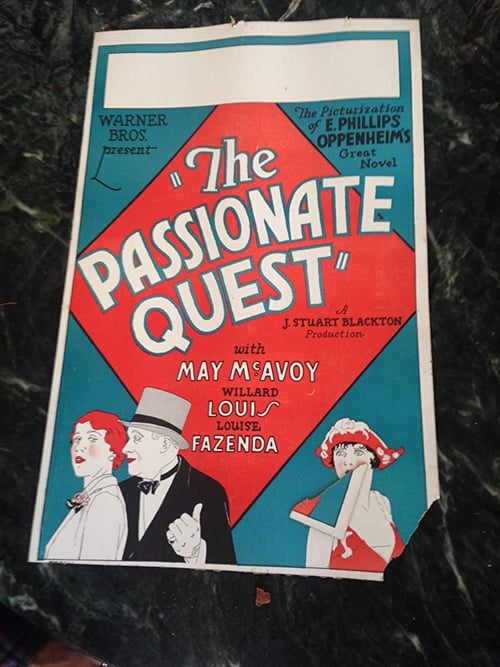 WARNER
BROS.
present
The Picturization
of E. PHILLIPS
OPPENHEIM'S
Great
Novel
"The
PASSIONATE
QUEST"
A
J. STUART BLACKTON
Production
with
MAY McAVOY
WILLARD
LOUIS
LOUISE
FAZENDA